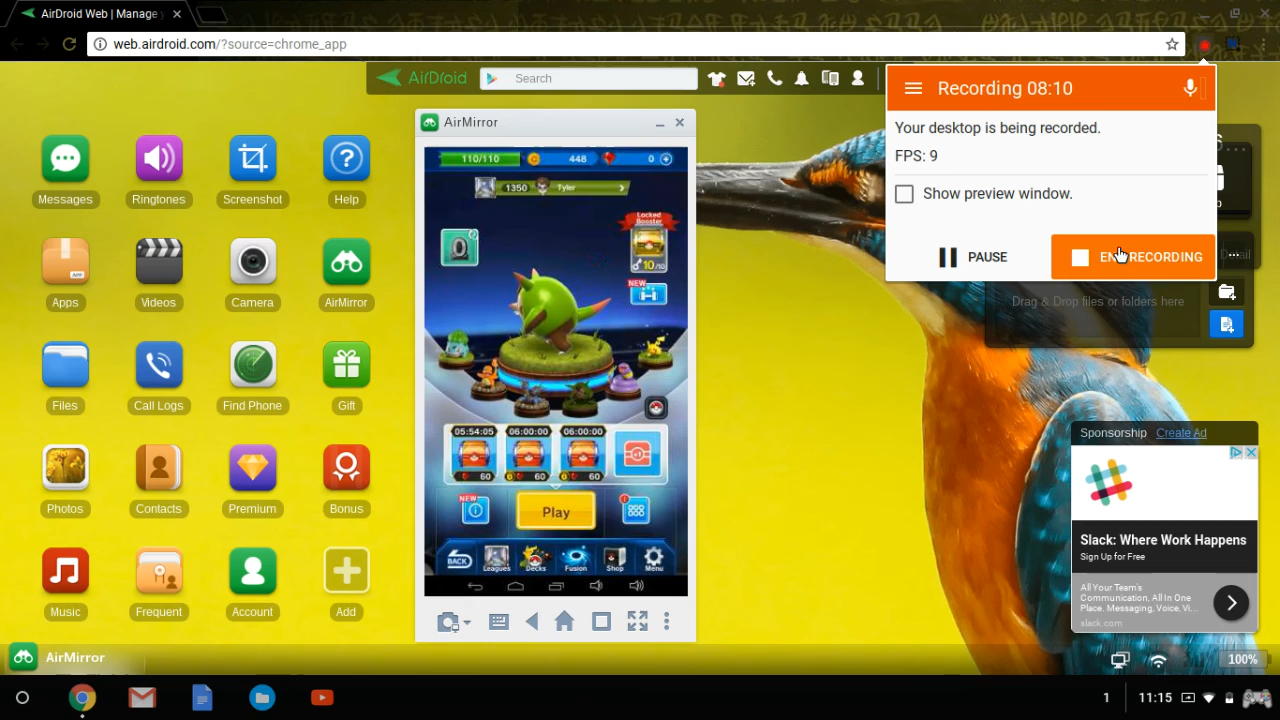 AirDroid Web | Manage
web.airdroid.com/?source=chrome_app
AirDroid
Search
Recording 08:10
Your desktop is being recorded.
FPS: 9
Show preview window.
PAUSE
RECORDING
Drag & Drop files or folders here
Messages
Ringtones
Screenshot
Help
Apps
APP
Videos
Camera
AirMirror
Files
Call Logs
Find Phone
Gift
Photos
Contacts
Premium
Bonus
Music
Frequent
Account
Add
AirMirror
110/110
448
0
1350
Tyler
Locked
Booster
10/10
NEW
05:54:05
06:00:00
06:00:00
60
60
60
NEW
Play
BACK
Leagues
Decks
Fusion
Shop
Menu
Sponsorship
Create Ad
Slack: Where Work Happens
Sign Up for Free
All Your Team's
Communication, All In One
Place. Messaging, Voice, Vi...
slack.com
AirMirror
100%
1
11:15